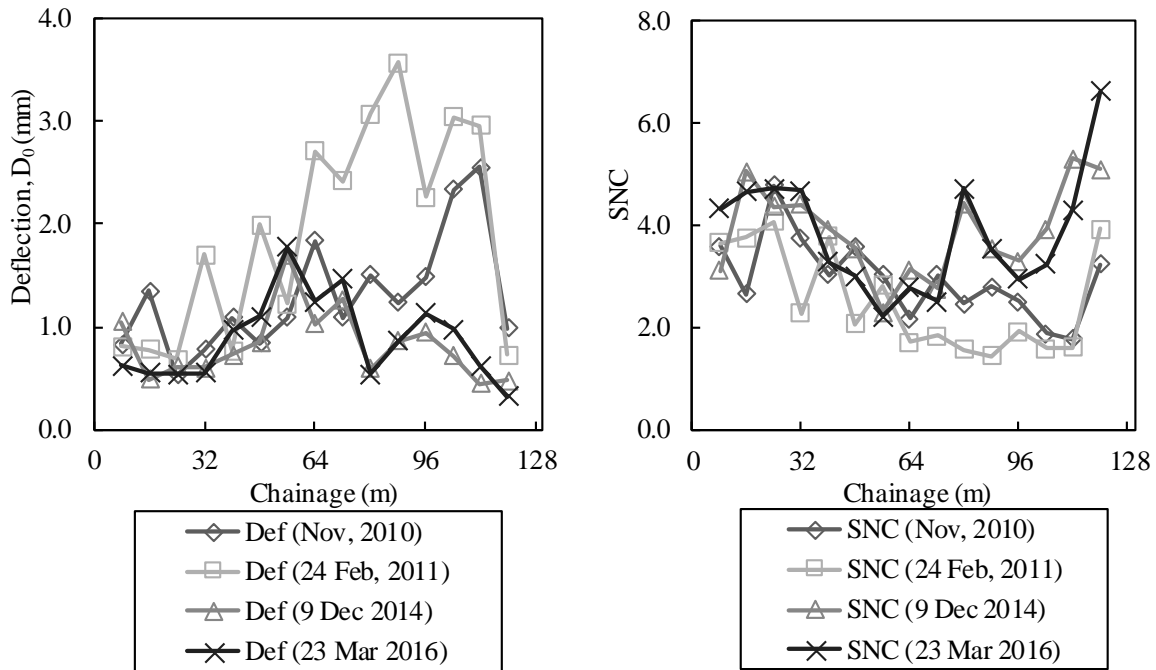 4.0
3.0
2.0
1.0
0.0
Deflection, D₀ (mm)
0 32 64 96 128
Chainage (m)
Def (Nov, 2010)
Def (24 Feb, 2011)
Def (9 Dec 2014)
Def (23 Mar 2016)
8.0
6.0
4.0
2.0
0.0
SNC
0 32 64 96 128
Chainage (m)
SNC (Nov, 2010)
SNC (24 Feb, 2011)
SNC (9 Dec 2014)
SNC (23 Mar 2016)